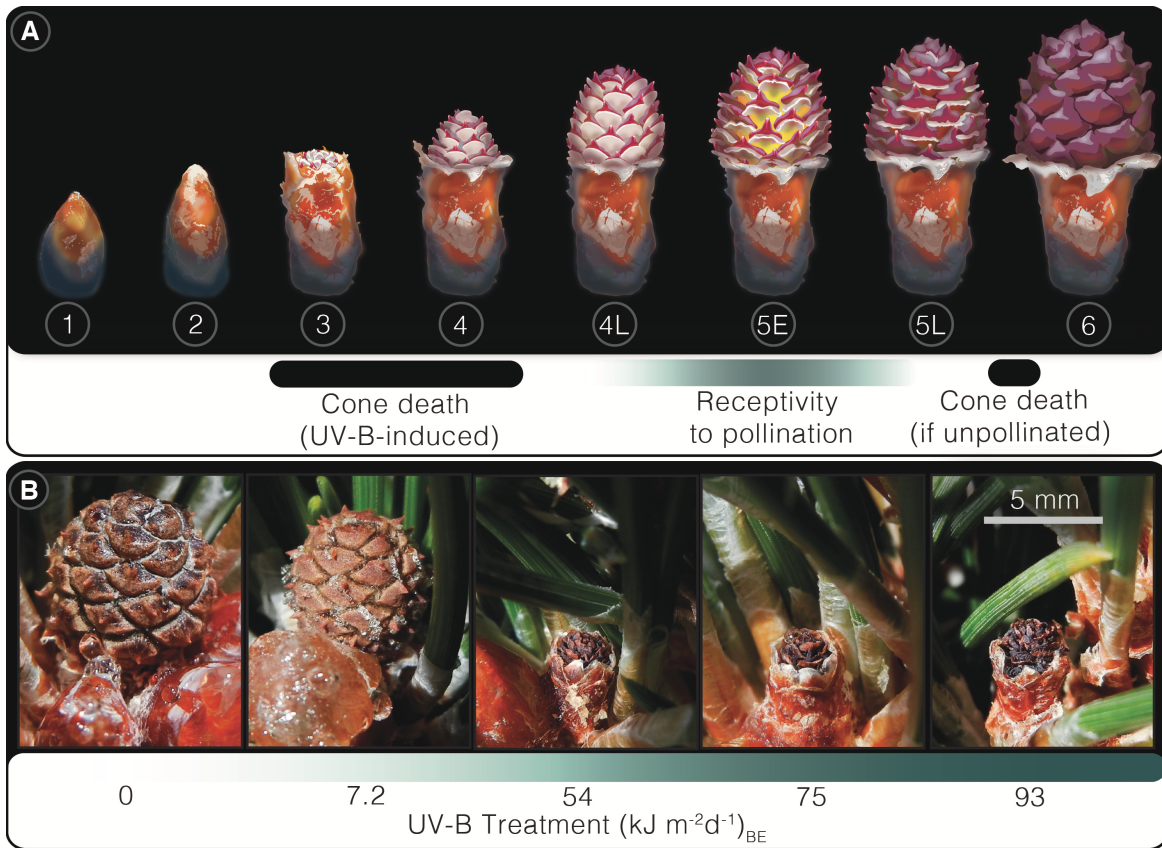 A
1 2 3 4 4L 5E 5L 6
Cone death
(UV-B-induced)
Receptivity
to pollination
Cone death
(if unpollinated)
B
5 mm
0 7.2 54 75 93
UV-B Treatment (kJ m⁻²d⁻¹)BE